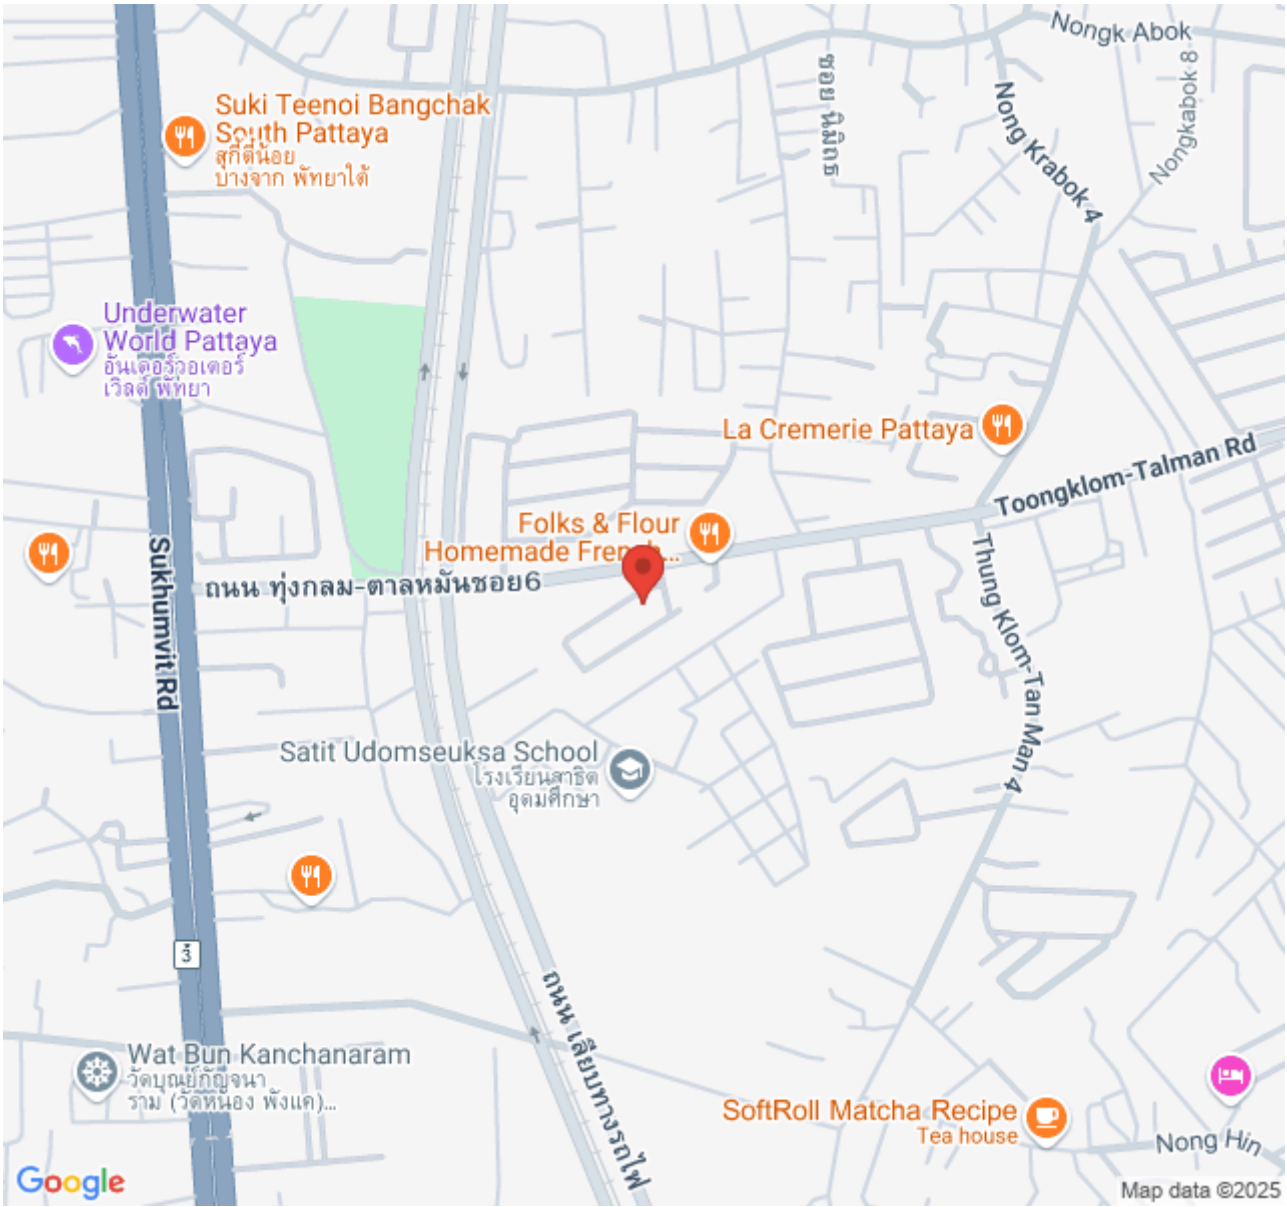 Nongk Abok
Suki Teenoi Bangchak
South Pattaya
สุกี้ตี๋น้อย
บางจาก พัทยาใต้
ซอย นิมิตธ
Nong Krabok 4
Nongkabok 8
Underwater
World Pattaya
อันเดอร์วอเตอร์
เวิลด์ พัทยา
La Cremerie Pattaya
Toongklom-Talman Rd
Folks & Flour
Homemade French...
Sukhumvit Rd
ถนน ทุ่งกลม-ตาลหมันซอย6
Thung Klom-Tan Man 4
Satit Udomseuksa School
โรงเรียนสาธิต
อุดมศึกษา
3
ถนน เลียบทางรถไฟ
Wat Bun Kanchanaram
วัดบุณย์กัญจนา
ราม (วัดหนอง พังแค)...
SoftRoll Matcha Recipe
Tea house
Nong Hin
Google
Map data ©2025